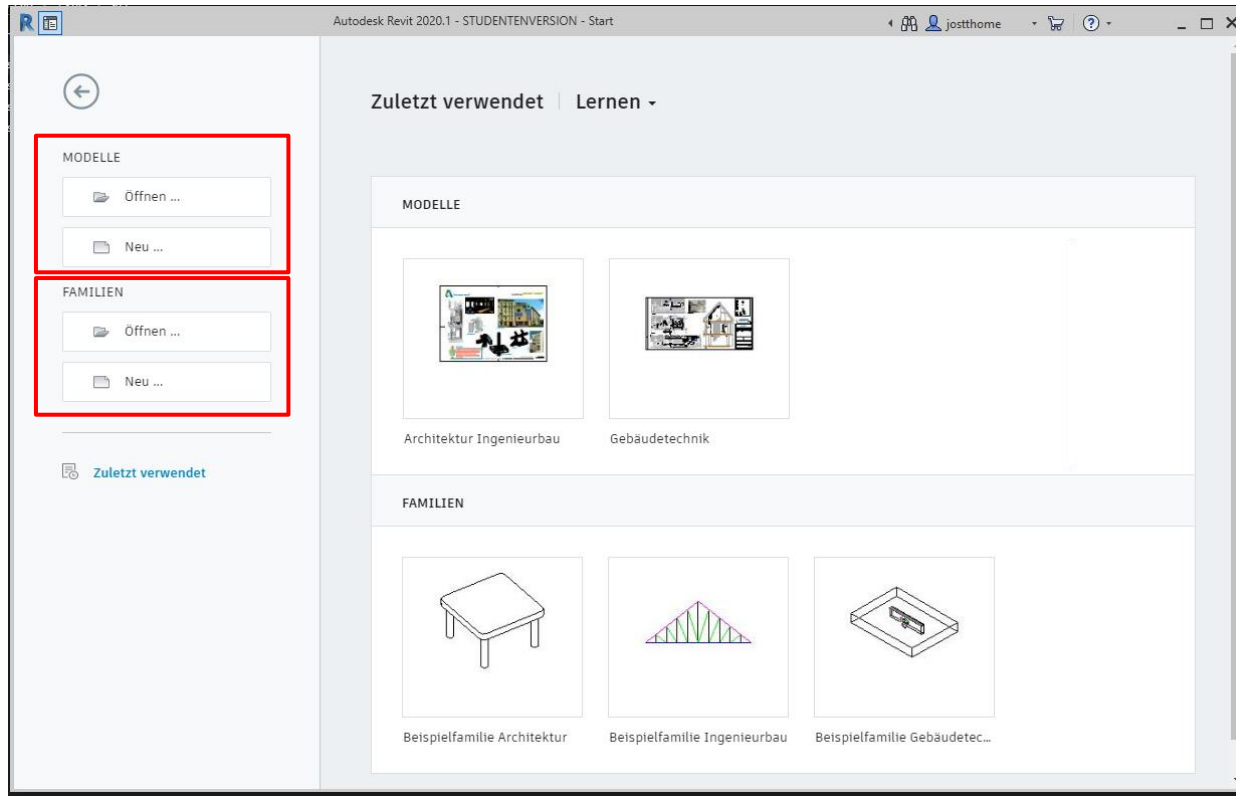 Autodesk Revit 2020.1 - STUDENTENVERSION - Start
jostthome
Zuletzt verwendet
Lernen
MODELLE
Öffnen ...
Neu ...
FAMILIEN
Öffnen ...
Neu ...
Zuletzt verwendet
MODELLE
Architektur Ingenieurbau
Gebäudetechnik
FAMILIEN
Beispielfamilie Architektur
Beispielfamilie Ingenieurbau
Beispielfamilie Gebäudetec...